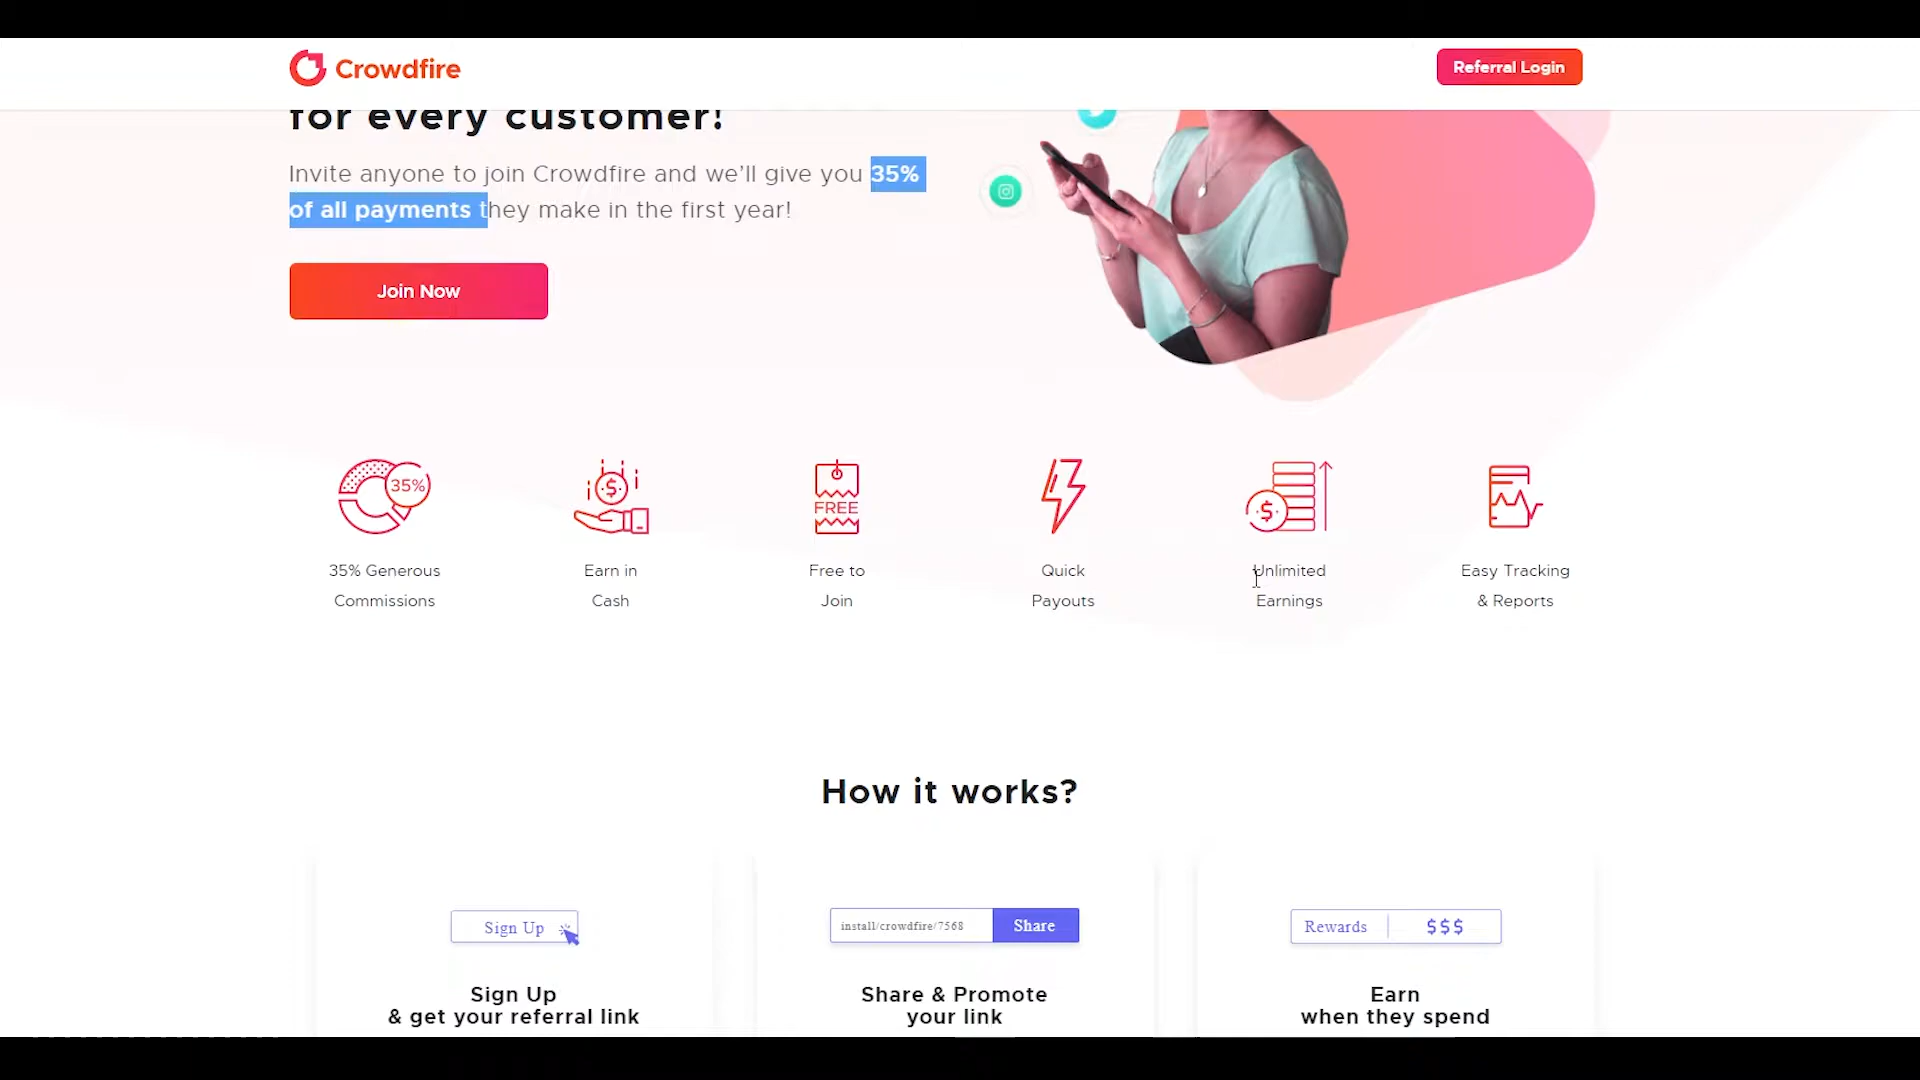 Crowdfire
Referral Login
for every customer!
Invite anyone to join Crowdfire and we’ll give you 35%
of all payments they make in the first year!
Join Now
35%
FREE
35% Generous
Commissions
Earn in
Cash
Free to
Join
Quick
Payouts
Unlimited
Earnings
Easy Tracking
& Reports
How it works?
Sign Up
install/crowdfire/7568
Share
Rewards
$$$
Sign Up
& get your referral link
Share & Promote
your link
Earn
when they spend